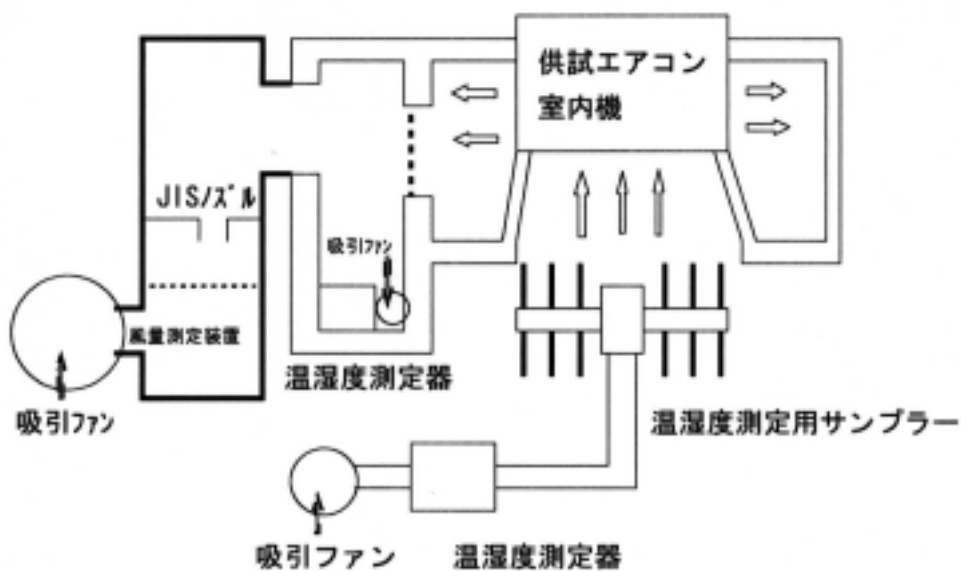 供試エアコン
室内機
JISノズル
吸引ファン
風量測定装置
温湿度測定器
吸引ファン
温湿度測定用サンプラー
吸引ファン
温湿度測定器